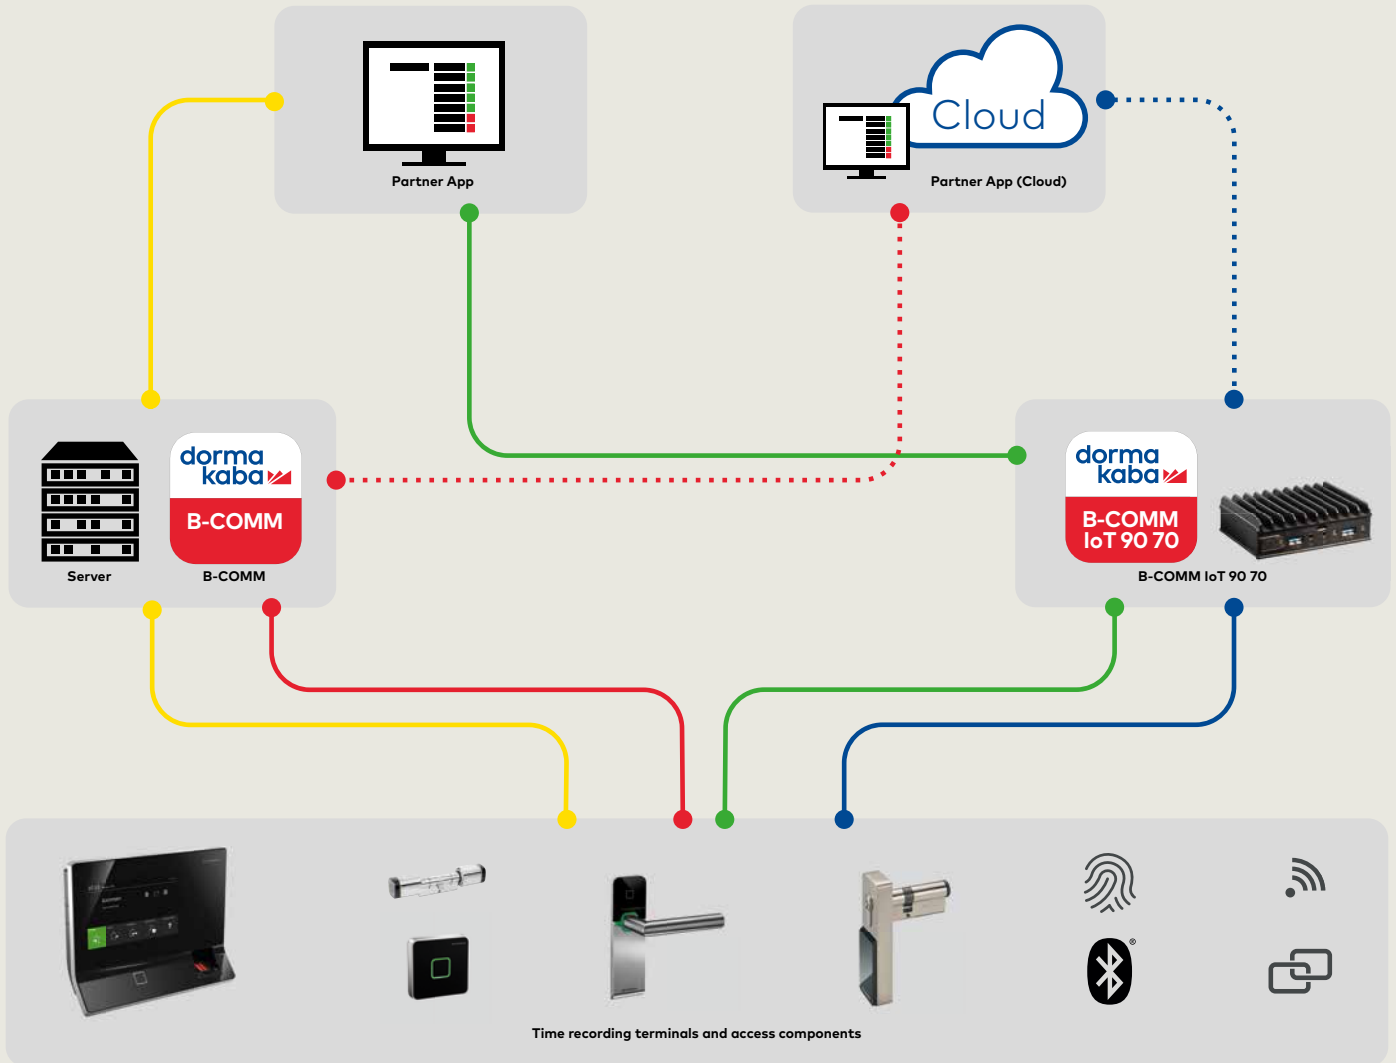 Cloud
Partner App
Partner App (Cloud)
dorma
kaba
B-COMM
Server
B-COMM
dorma
kaba
B-COMM
IoT 90 70
B-COMM IoT 90 70
®
Time recording terminals and access components